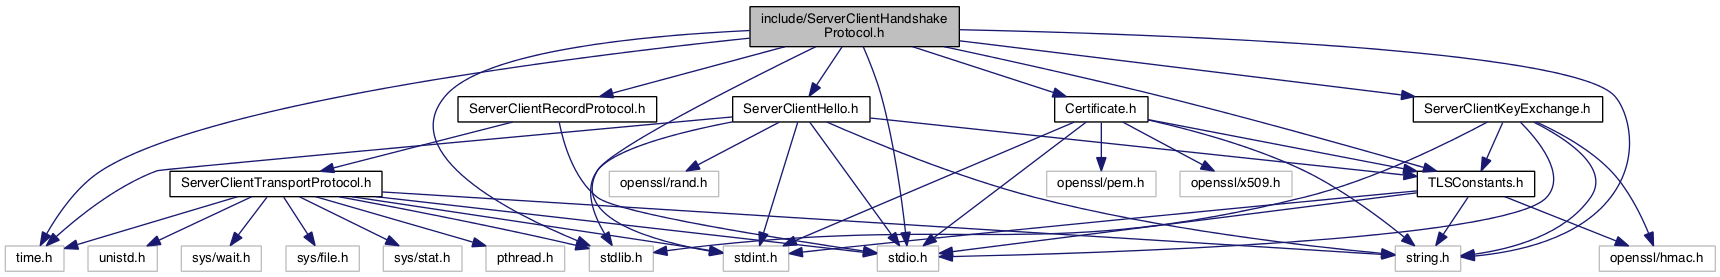 include/ServerClientHandshake
Protocol.h
ServerClientRecordProtocol.h
ServerClientHello.h
Certificate.h
ServerClientKeyExchange.h
ServerClientTransportProtocol.h
openssl/rand.h
openssl/pem.h
openssl/x509.h
TLSConstants.h
time.h
unistd.h
sys/wait.h
sys/file.h
sys/stat.h
pthread.h
stdlib.h
stdint.h
stdio.h
string.h
openssl/hmac.h